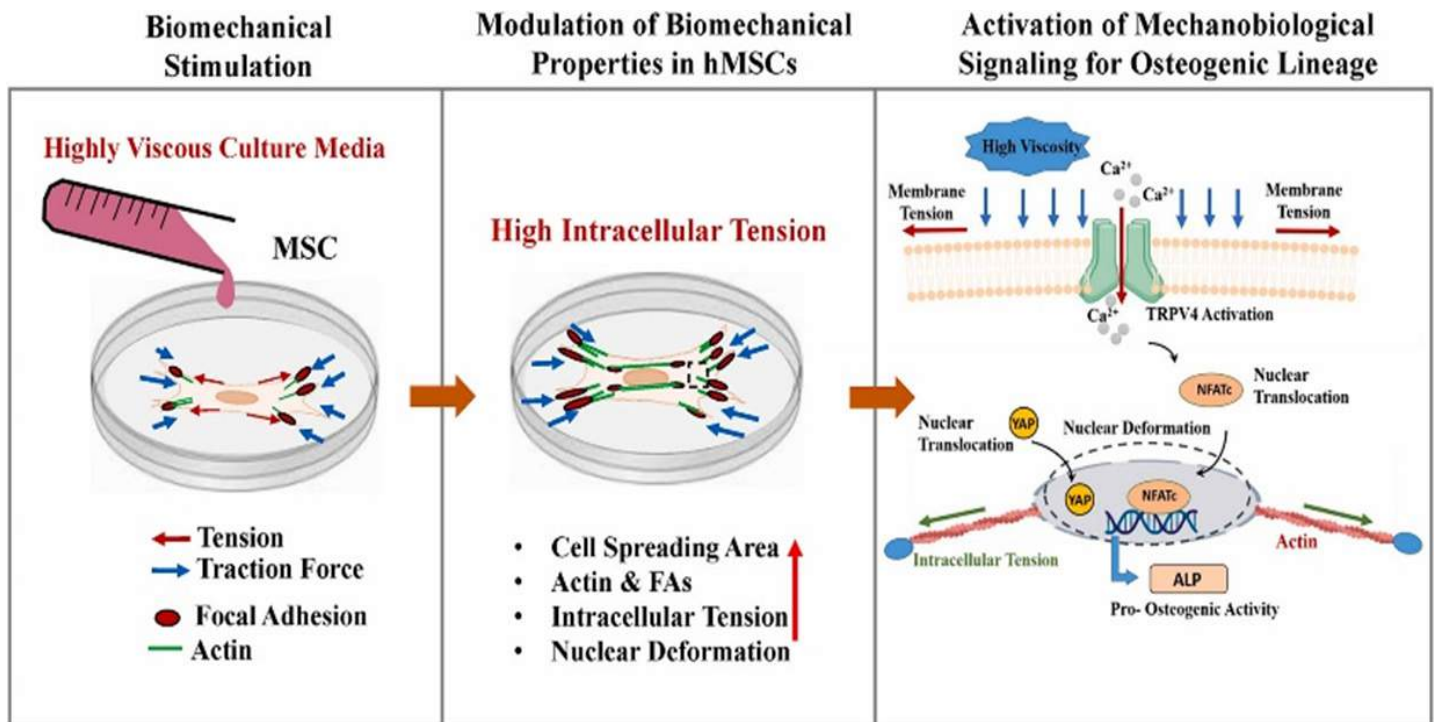 Biomechanical
Stimulation
Modulation of Biomechanical
Properties in hMSCs
Activation of Mechanobiological
Signaling for Osteogenic Lineage
Highly Viscous Culture Media
MSC
Tension
Traction Force
Focal Adhesion
Actin
High Intracellular Tension
• Cell Spreading Area
• Actin & FAs
• Intracellular Tension
• Nuclear Deformation
High Viscosity
Ca²⁺
Ca²⁺
Membrane
Tension
Membrane
Tension
Ca²⁺
TRPV4 Activation
NFATc
Nuclear
Translocation
Nuclear
Translocation
YAP
Nuclear Deformation
YAP
NFATc
Intracellular Tension
Actin
ALP
Pro- Osteogenic Activity